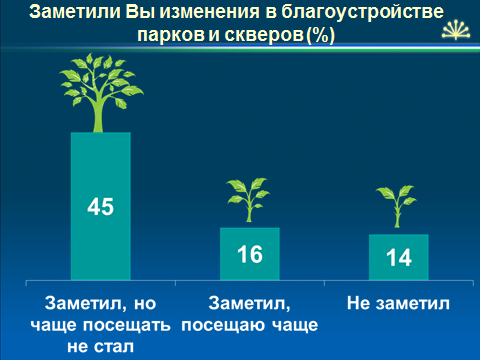 Заметили Вы изменения в благоустройстве
парков и скверов (%)
45
16
14
Заметил, но
чаще посещать
не стал
Заметил,
посещаю чаще
Не заметил